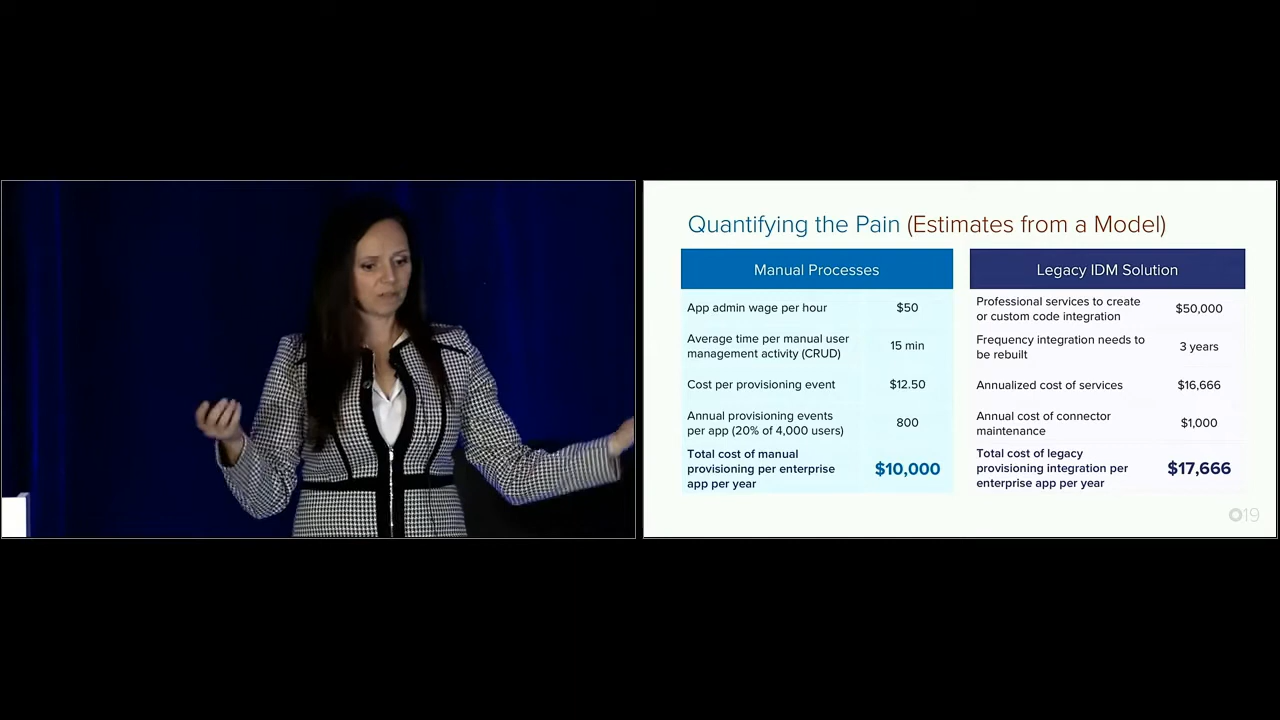 Quantifying the Pain (Estimates from a Model)
Manual Processes
App admin wage per hour $50
Average time per manual user
management activity (CRUD) 15 min
Cost per provisioning event $12.50
Annual provisioning events
per app (20% of 4,000 users) 800
Total cost of manual
provisioning per enterprise
app per year $10,000
Legacy IDM Solution
Professional services to create
or custom code integration $50,000
Frequency integration needs to
be rebuilt 3 years
Annualized cost of services $16,666
Annual cost of connector
maintenance $1,000
Total cost of legacy
provisioning integration per
enterprise app per year $17,666
O19